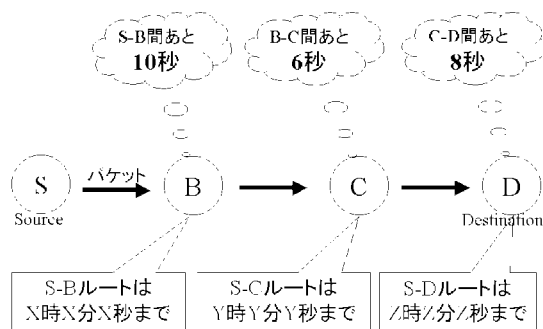 S-B間あと
10秒
B-C間あと
6秒
C-D間あと
8秒
S
パケット
B
C
D
Source
Destination
S-Bルートは
X時X分X秒まで
S-Cルートは
Y時Y分Y秒まで
S-Dルートは
Z時Z分Z秒まで